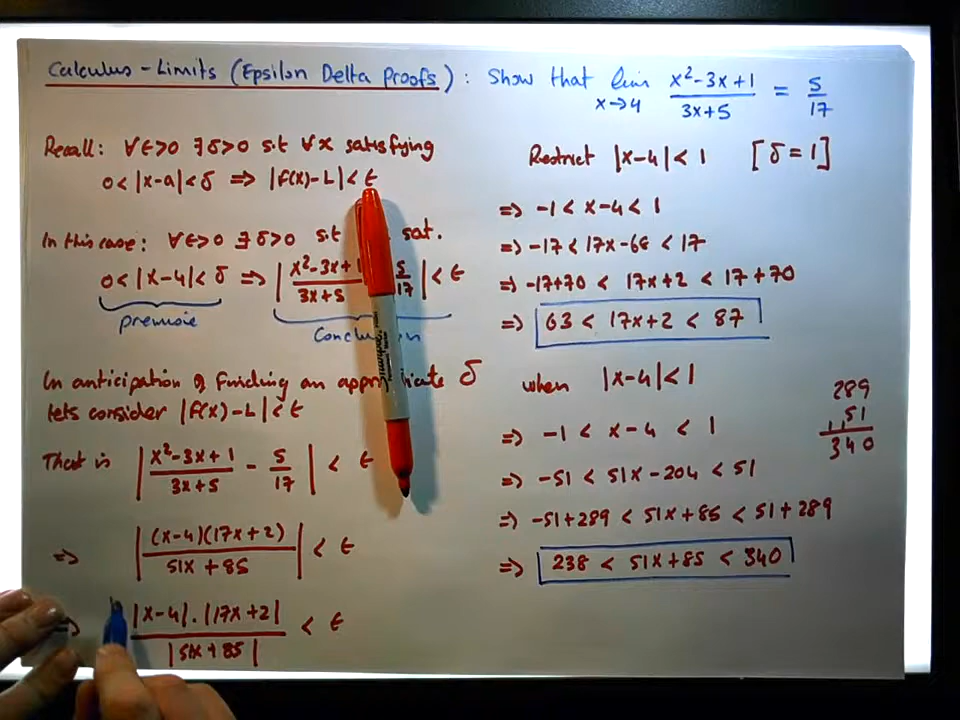 Calculus - Limits (Epsilon Delta Proofs) : Show that lim x→4 x²-3x+1 / 3x+5 = 5/17
Recall: ∀ε>0 ∃δ>0 s.t ∀x satisfying
0<|x-a|<δ ⇒ |f(x)-L|<ε
In this case: ∀ε>0 ∃δ>0 s.t sat.
0<|x-4|<δ ⇒ |x²-3x+1 / 3x+5 5/17| < ε
premise
In anticipation of finding an δ
lets consider |f(x)-L|<ε
That is |x²-3x+1 / 3x+5 - 5/17| < ε
⇒ |(x-4)(17x+2) / 51x+85| < ε
⇒ |x-4|.|17x+2| / |51x+85| < ε
Restrict |x-4|<1 [δ=1]
⇒ -1 < x-4 < 1
⇒ -17 < 17x-68 < 17
⇒ -17+70 < 17x+2 < 17+70
⇒ 63 < 17x+2 < 87
when |x-4|<1
⇒ -1 < x-4 < 1
⇒ -51 < 51x-204 < 51
⇒ -51+289 < 51x+85 < 51+289
⇒ 238 < 51x+85 < 340
289
51
340